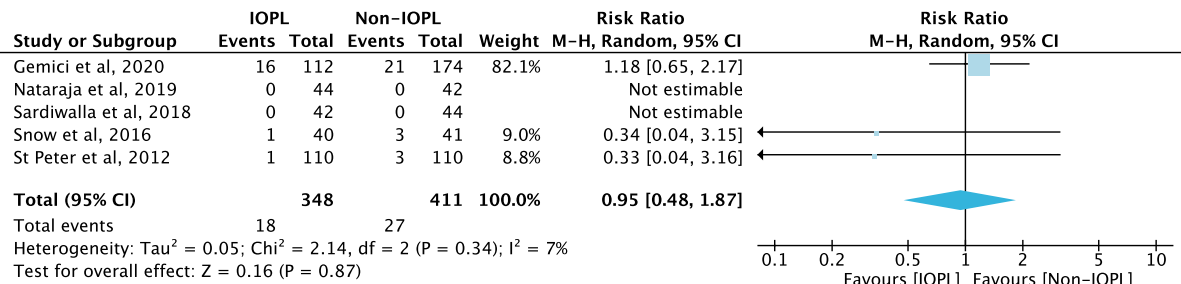 IOPL Non-IOPL Risk Ratio Risk Ratio
Study or Subgroup Events Total Events Total Weight M-H, Random, 95% CI M-H, Random, 95% CI
Gemici et al, 2020 16 112 21 174 82.1% 1.18 [0.65, 2.17]
Nataraja et al, 2019 0 44 0 42 Not estimable
Sardiwalla et al, 2018 0 42 0 44 Not estimable
Snow et al, 2016 1 40 3 41 9.0% 0.34 [0.04, 3.15]
St Peter et al, 2012 1 110 3 110 8.8% 0.33 [0.04, 3.16]
Total (95% CI) 348 411 100.0% 0.95 [0.48, 1.87]
Total events 18 27
Heterogeneity: Tau² = 0.05; Chi² = 2.14, df = 2 (P = 0.34); I² = 7%
Test for overall effect: Z = 0.16 (P = 0.87)
0.1 0.2 0.5 1 2 5 10
Favours [IOPL] Favours [Non-IOPL]